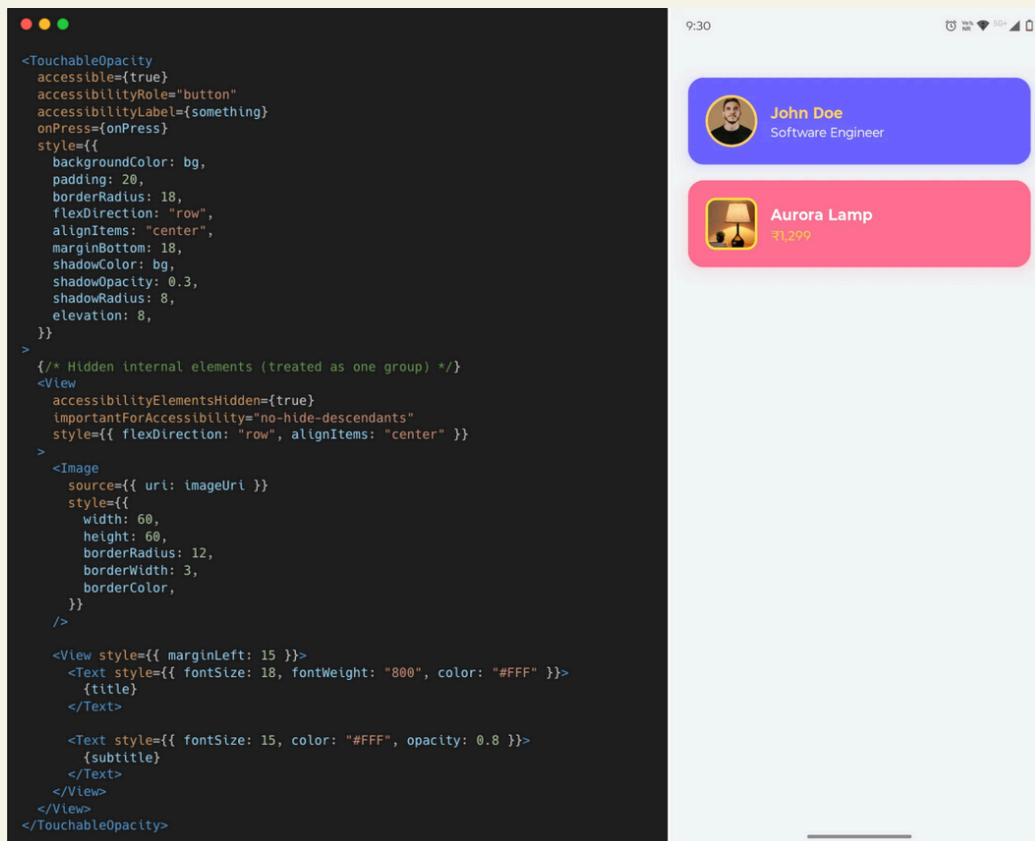 <TouchableOpacity
accessible={true}
accessibilityRole="button"
accessibilityLabel={something}
onPress={onPress}
style={{
backgroundColor: bg,
padding: 20,
borderRadius: 18,
flexDirection: "row",
alignItems: "center",
marginBottom: 18,
shadowColor: bg,
shadowOpacity: 0.3,
shadowRadius: 8,
elevation: 8,
}}
>
{/* Hidden internal elements (treated as one group) */}
<View
accessibilityElementsHidden={true}
importantForAccessibility="no-hide-descendants"
style={{ flexDirection: "row", alignItems: "center" }}
>
<Image
source={{ uri: imageUri }}
style={{
width: 60,
height: 60,
borderRadius: 12,
borderWidth: 3,
borderColor,
}}
/>
<View style={{ marginLeft: 15 }}>
<Text style={{ fontSize: 18, fontWeight: "800", color: "#FFF" }}>
{title}
</Text>
<Text style={{ fontSize: 15, color: "#FFF", opacity: 0.8 }}>
{subtitle}
</Text>
</View>
</View>
</TouchableOpacity>
9:30
5G+
John Doe
Software Engineer
Aurora Lamp
₹1,299